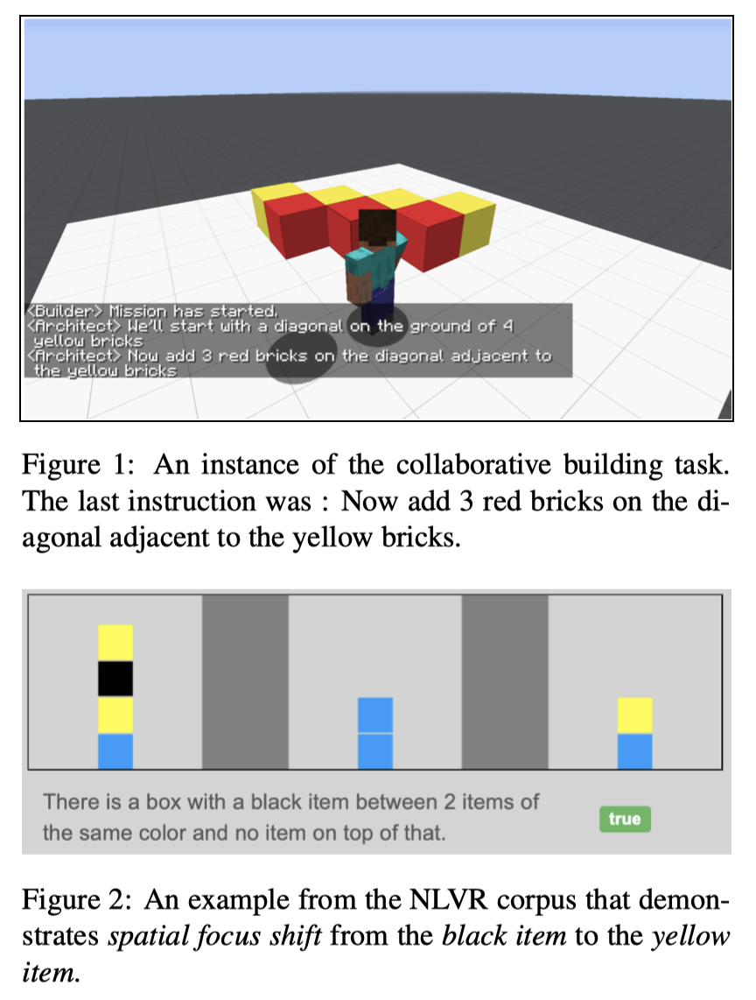 <Builder> Mission has started.
<Architect> We'll start with a diagonal on the ground of 4
yellow bricks
<Architect> Now add 3 red bricks on the diagonal adjacent to
the yellow bricks
Figure 1: An instance of the collaborative building task.
The last instruction was : Now add 3 red bricks on the di-
agonal adjacent to the yellow bricks.
There is a box with a black item between 2 items of
the same color and no item on top of that.
true
Figure 2: An example from the NLVR corpus that demon-
strates spatial focus shift from the black item to the yellow
item.